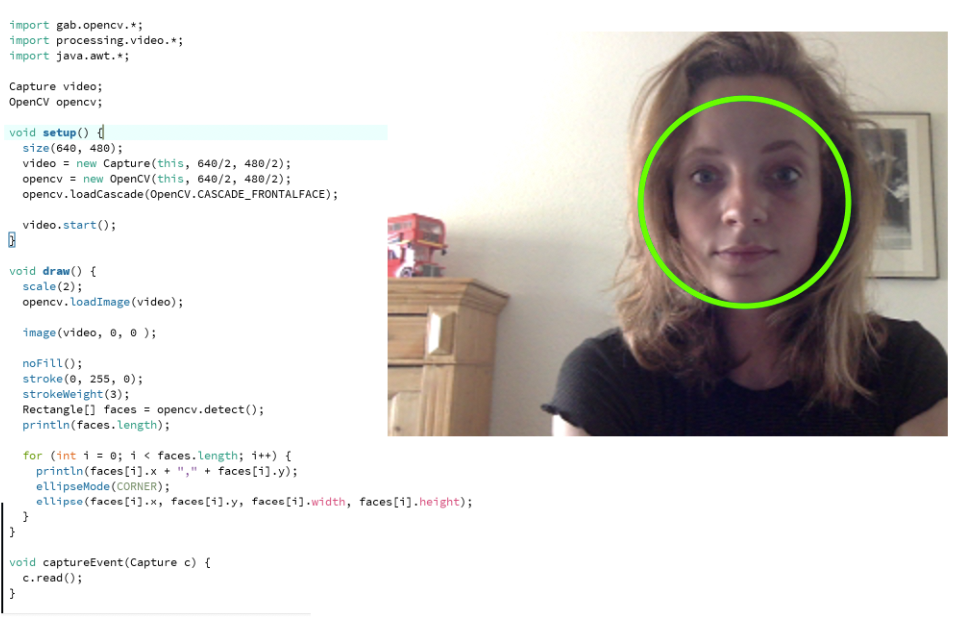 import gab.opencv.*;
import processing.video.*;
import java.awt.*;

Capture video;
OpenCV opencv;

void setup() {
  size(640, 480);
  video = new Capture(this, 640/2, 480/2);
  opencv = new OpenCV(this, 640/2, 480/2);
  opencv.loadCascade(OpenCV.CASCADE_FRONTALFACE);

  video.start();
}

void draw() {
  scale(2);
  opencv.loadImage(video);

  image(video, 0, 0 );

  noFill();
  stroke(0, 255, 0);
  strokeWeight(3);
  Rectangle[] faces = opencv.detect();
  println(faces.length);

  for (int i = 0; i < faces.length; i++) {
    println(faces[i].x + "," + faces[i].y);
    ellipseMode(CORNER);
    ellipse(faces[i].x, faces[i].y, faces[i].width, faces[i].height);
  }
}

void captureEvent(Capture c) {
  c.read();
}